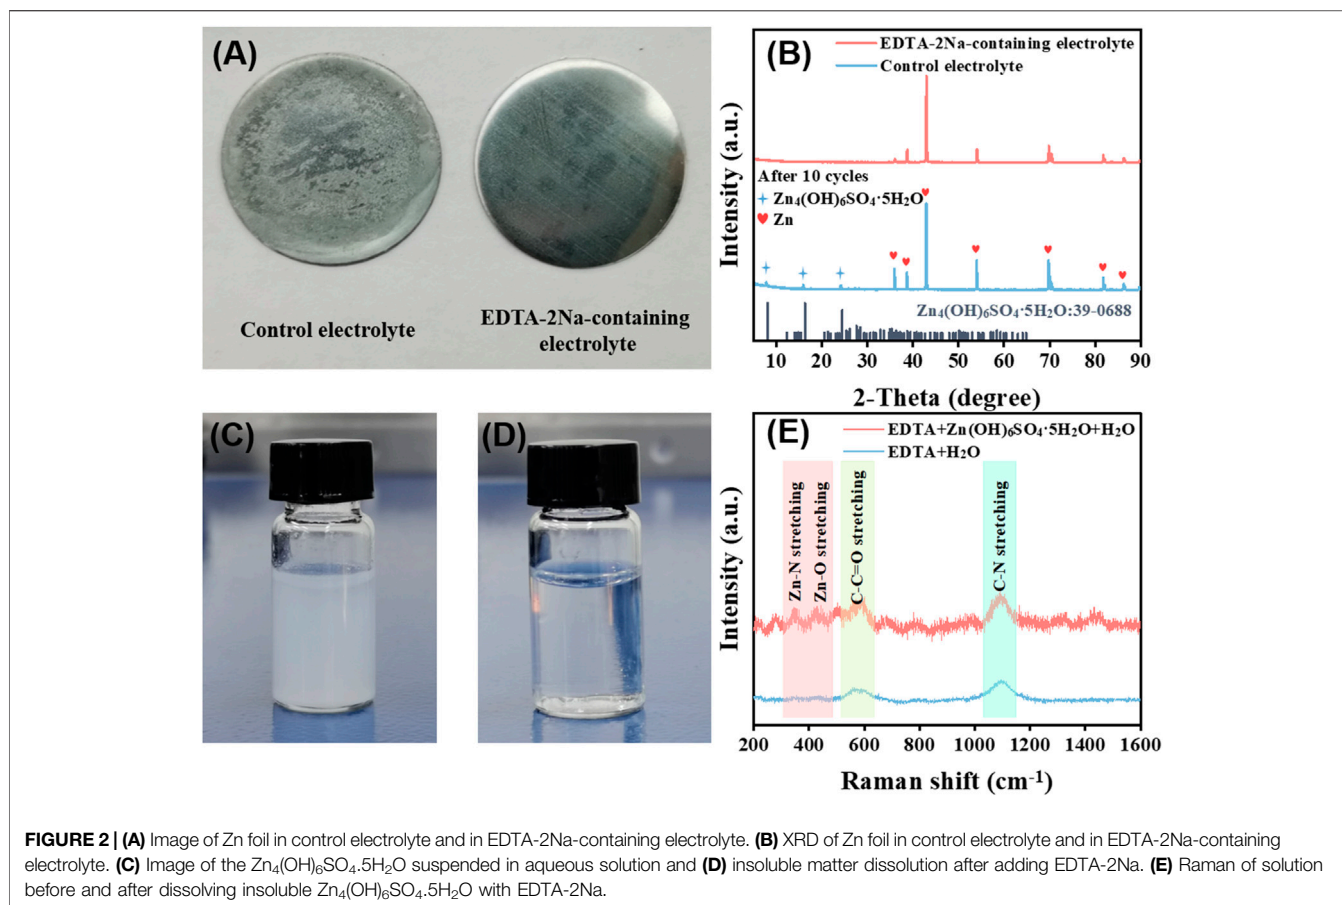 (A)
Control electrolyte
EDTA-2Na-containing
electrolyte
(B)
EDTA-2Na-containing electrolyte
Control electrolyte
After 10 cycles
Zn₄(OH)₆SO₄·5H₂O
Zn
Zn₄(OH)₆SO₄·5H₂O:39-0688
Intensity (a.u.)
10 20 30 40 50 60 70 80 90
2-Theta (degree)
(C)
(D)
(E)
EDTA+Zn(OH)₆SO₄·5H₂O+H₂O
EDTA+H₂O
Zn-N stretching
Zn-O stretching
C-C=O stretching
C-N stretching
Intensity (a.u.)
200 400 600 800 1000 1200 1400 1600
Raman shift (cm⁻¹)
FIGURE 2 | (A) Image of Zn foil in control electrolyte and in EDTA-2Na-containing electrolyte. (B) XRD of Zn foil in control electrolyte and in EDTA-2Na-containing
electrolyte. (C) Image of the Zn₄(OH)₆SO₄.5H₂O suspended in aqueous solution and (D) insoluble matter dissolution after adding EDTA-2Na. (E) Raman of solution
before and after dissolving insoluble Zn₄(OH)₆SO₄.5H₂O with EDTA-2Na.